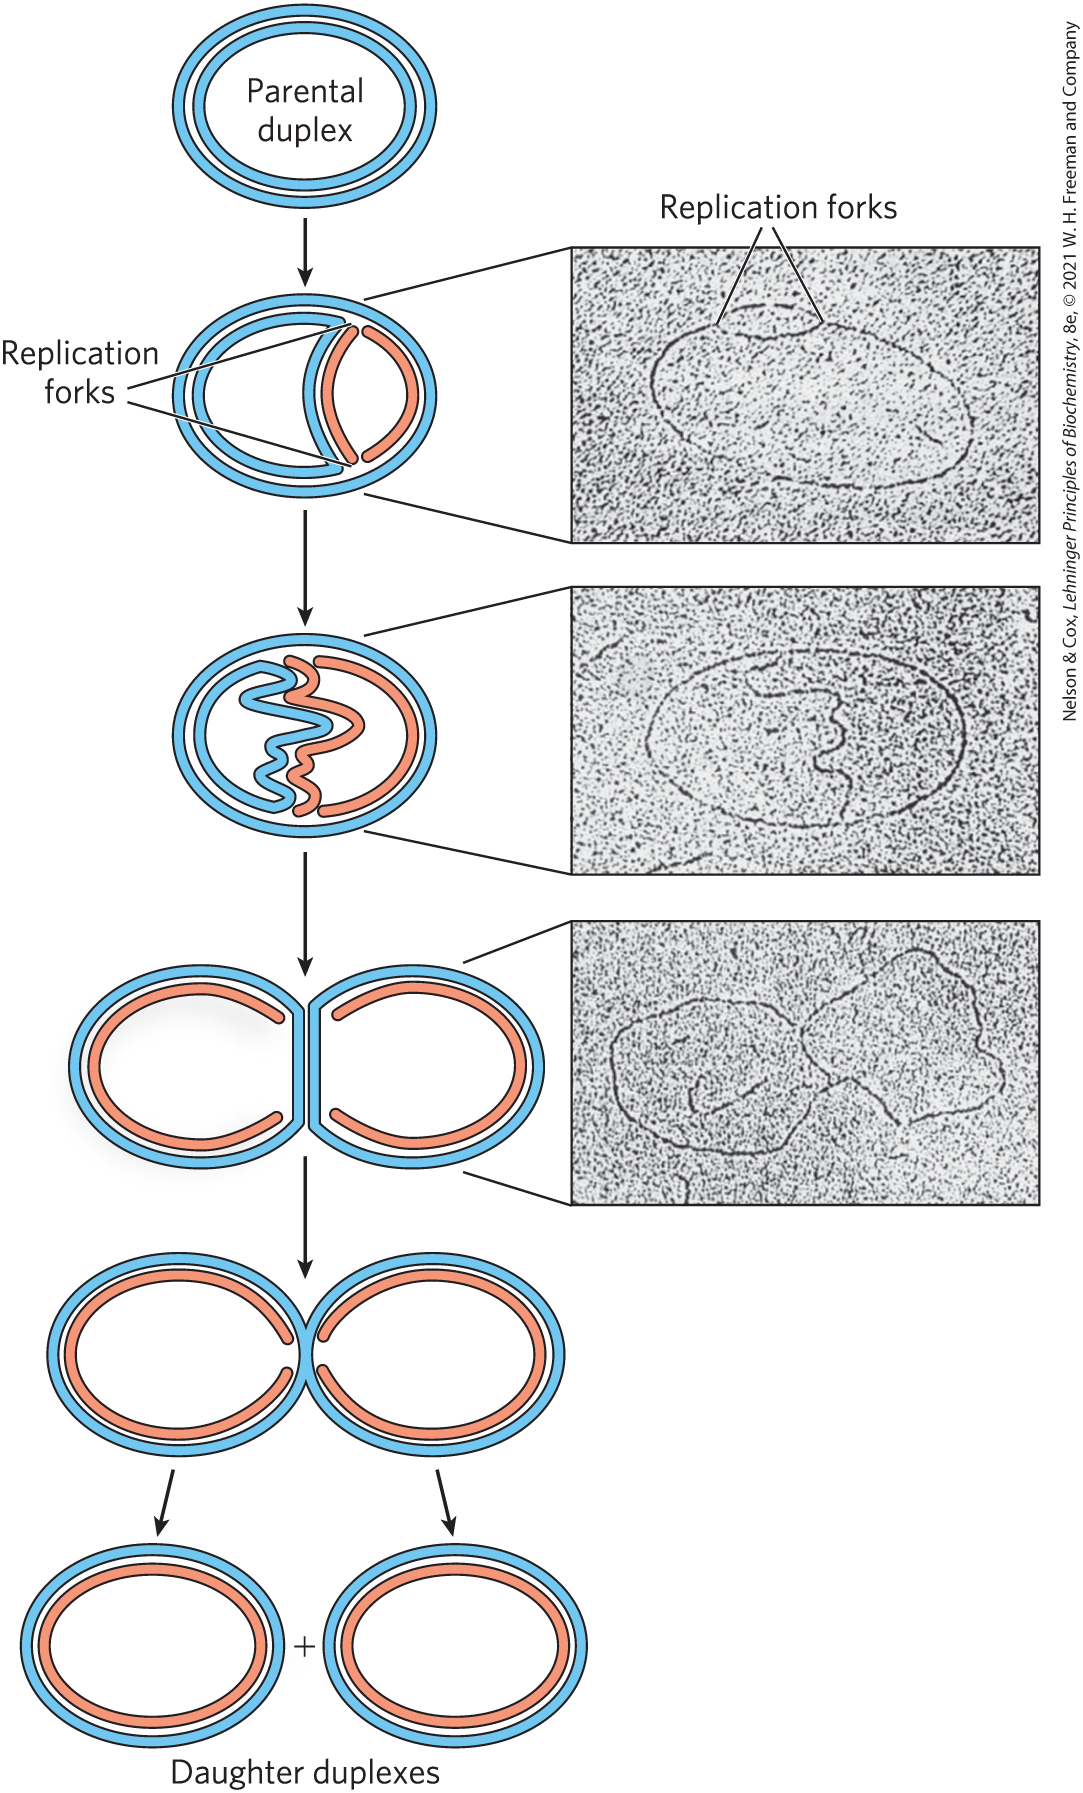 Parental
duplex
Replication forks
Replication
forks
Daughter duplexes
+
Nelson & Cox, Lehninger Principles of Biochemistry, 8e, © 2021 W. H. Freeman and Company